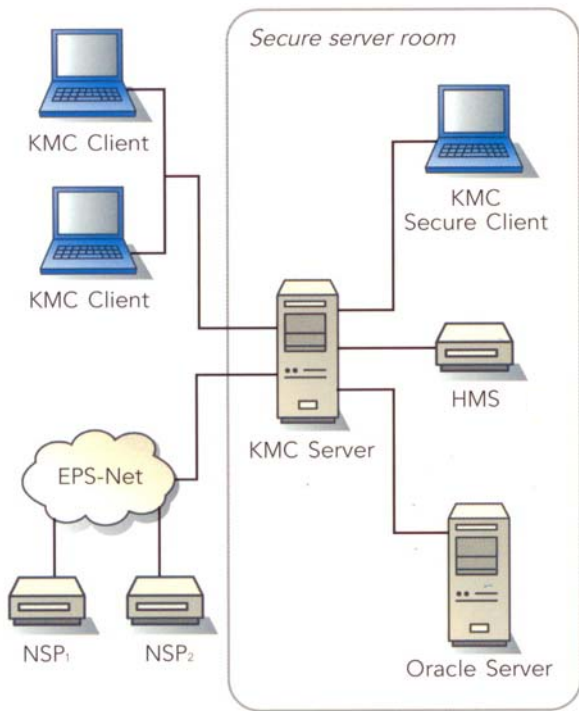 Secure server room
KMC Client
KMC
Secure Client
KMC Client
HMS
KMC Server
EPS-Net
NSP₁
NSP₂
Oracle Server